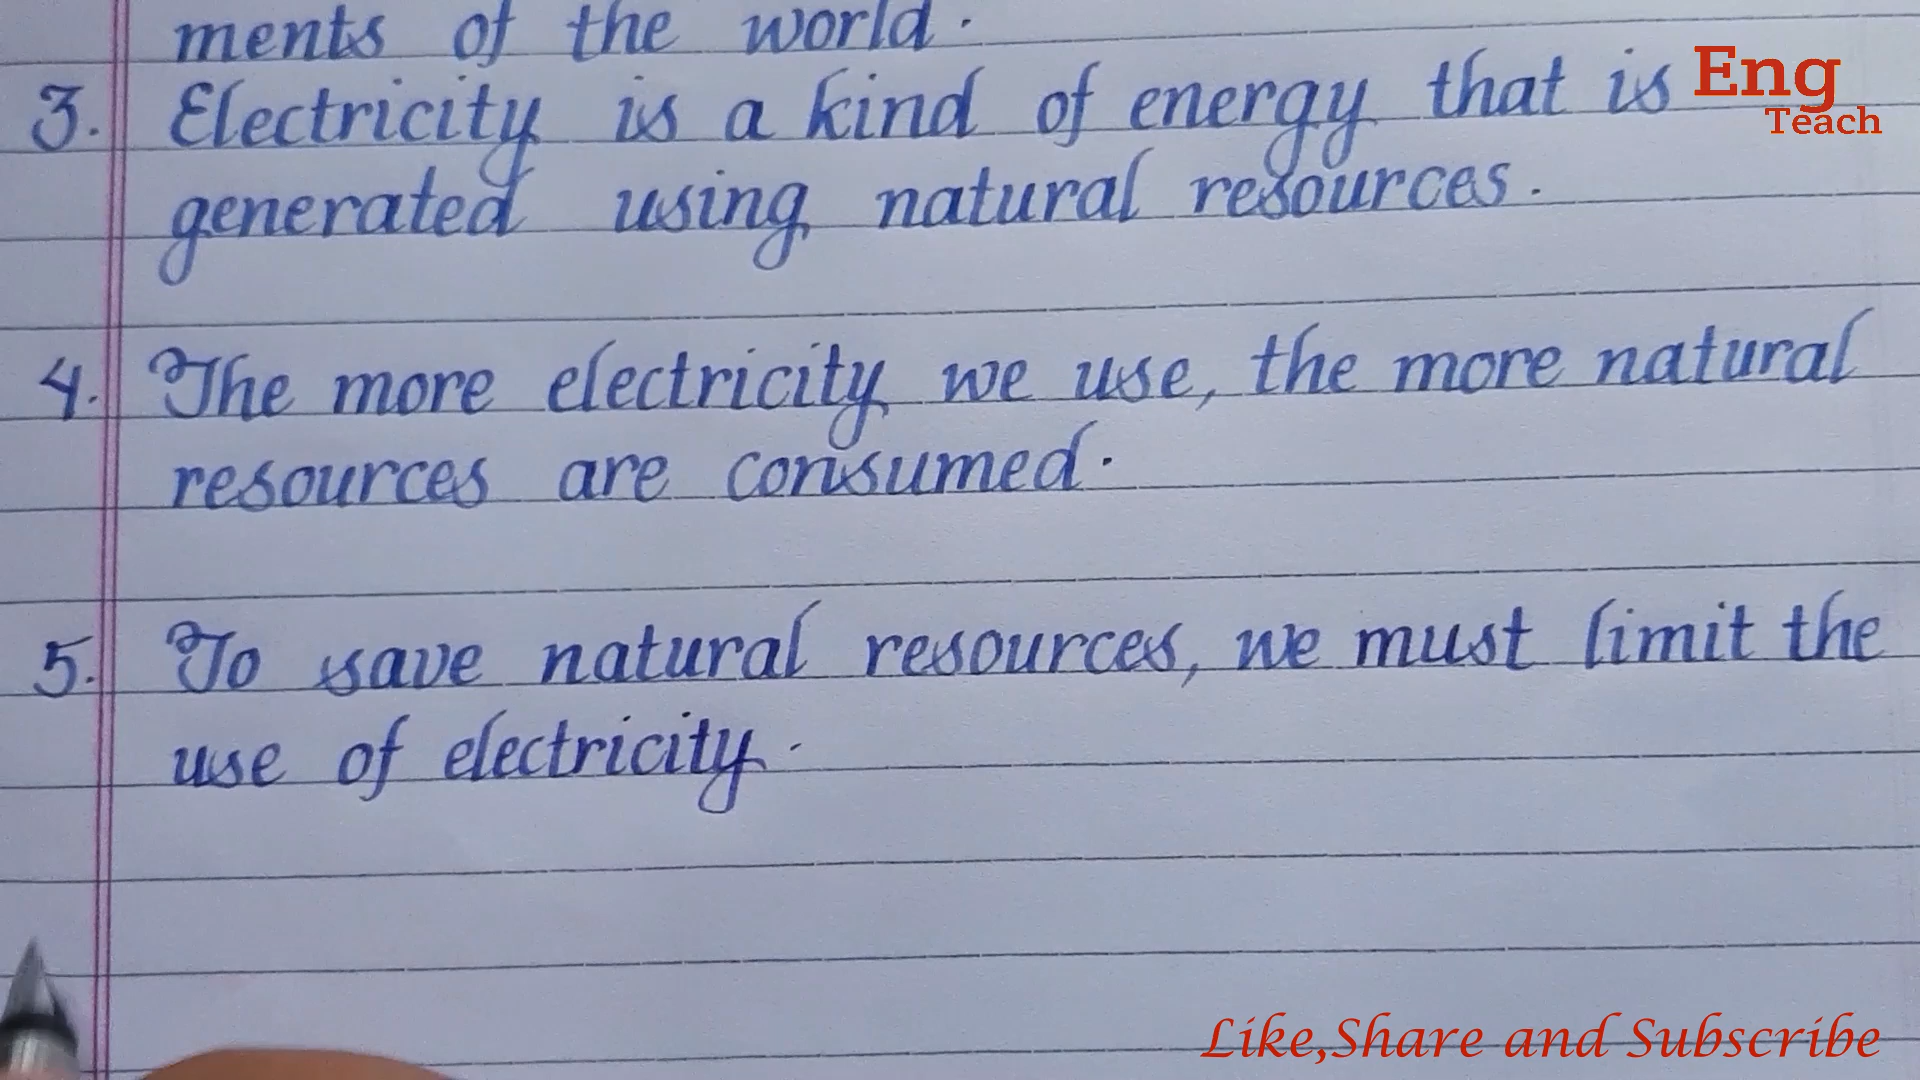 ments of the world.
3. Electricity is a kind of energy that is
generated using natural resources.
4. The more electricity we use, the more natural
resources are consumed.
5. To save natural resources, we must limit the
use of electricity.
Eng
Teach
Like,Share and Subscribe